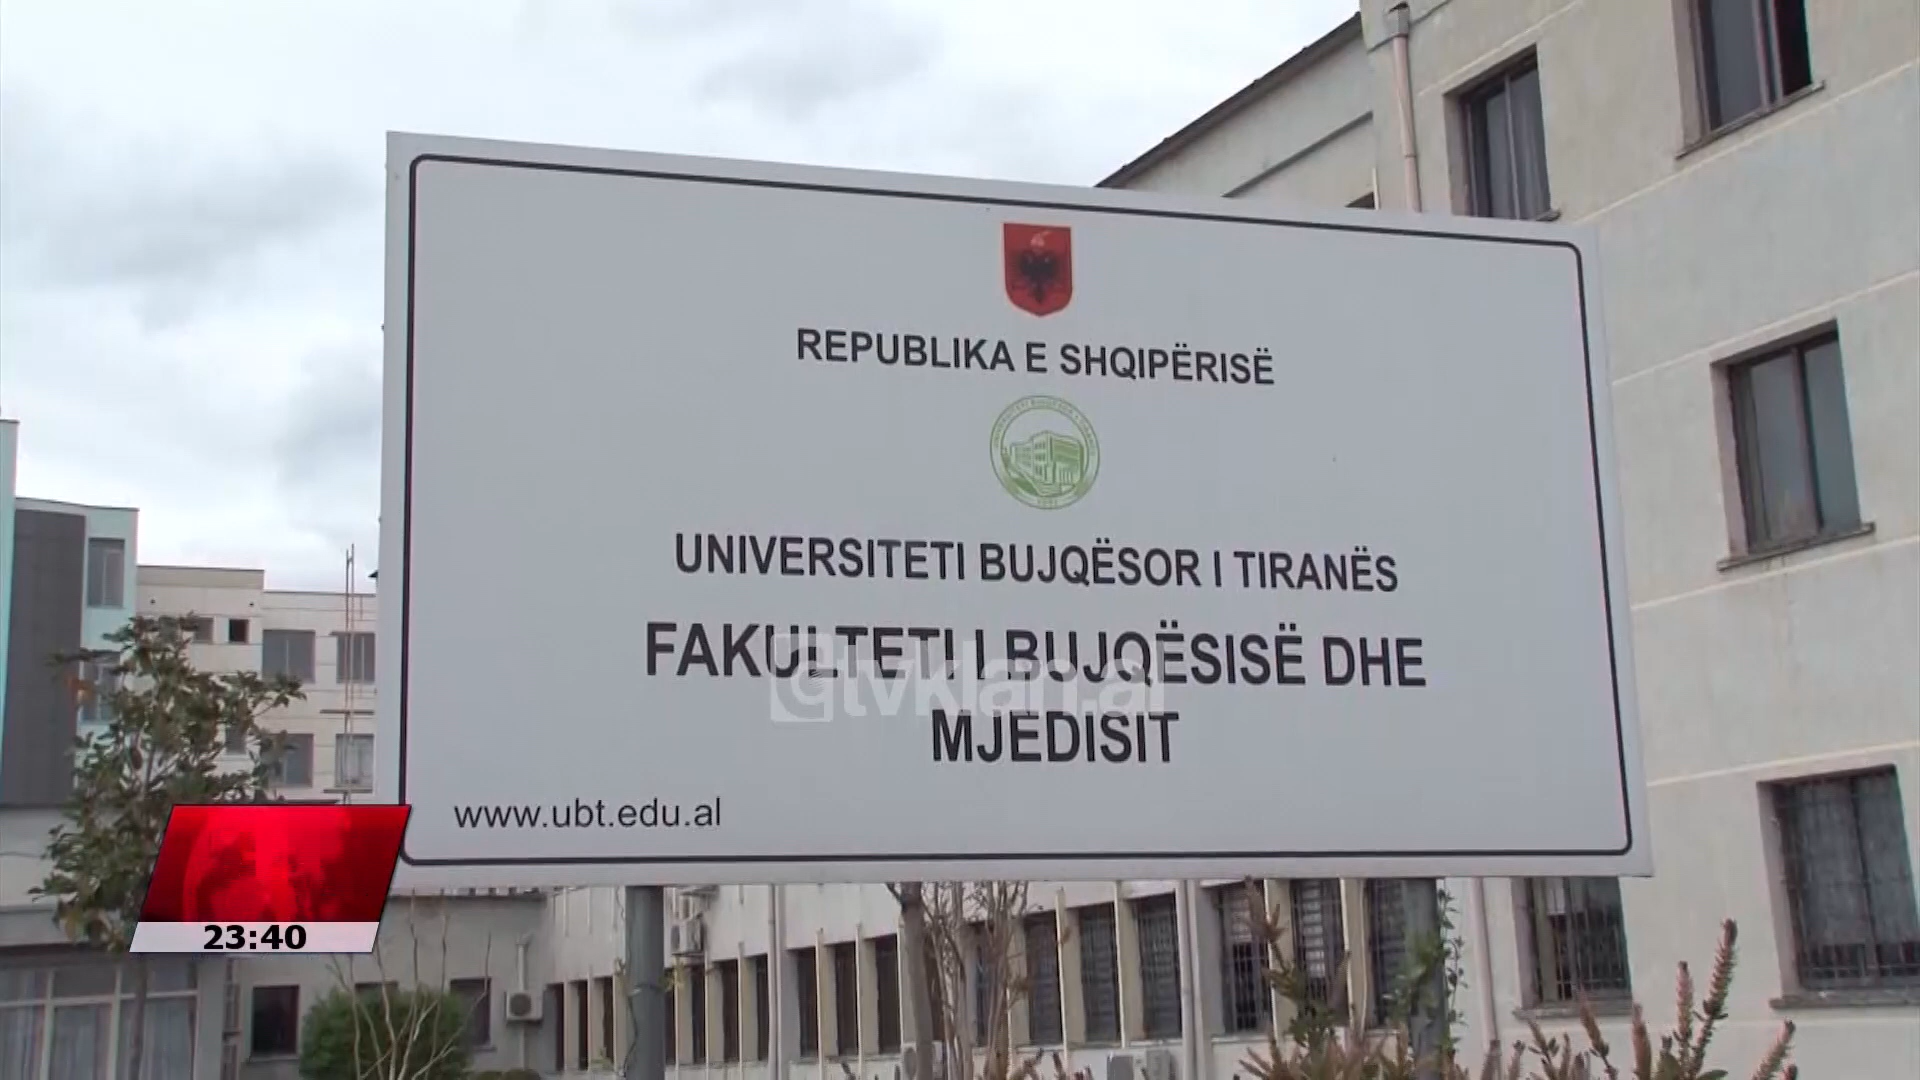 REPUBLIKA E SHQIPËRISË
UNIVERSITETI BUJQËSOR I TIRANËS
FAKULTETI I BUJQËSISË DHE
MJEDISIT
tvklan.al
www.ubt.edu.al
23:40